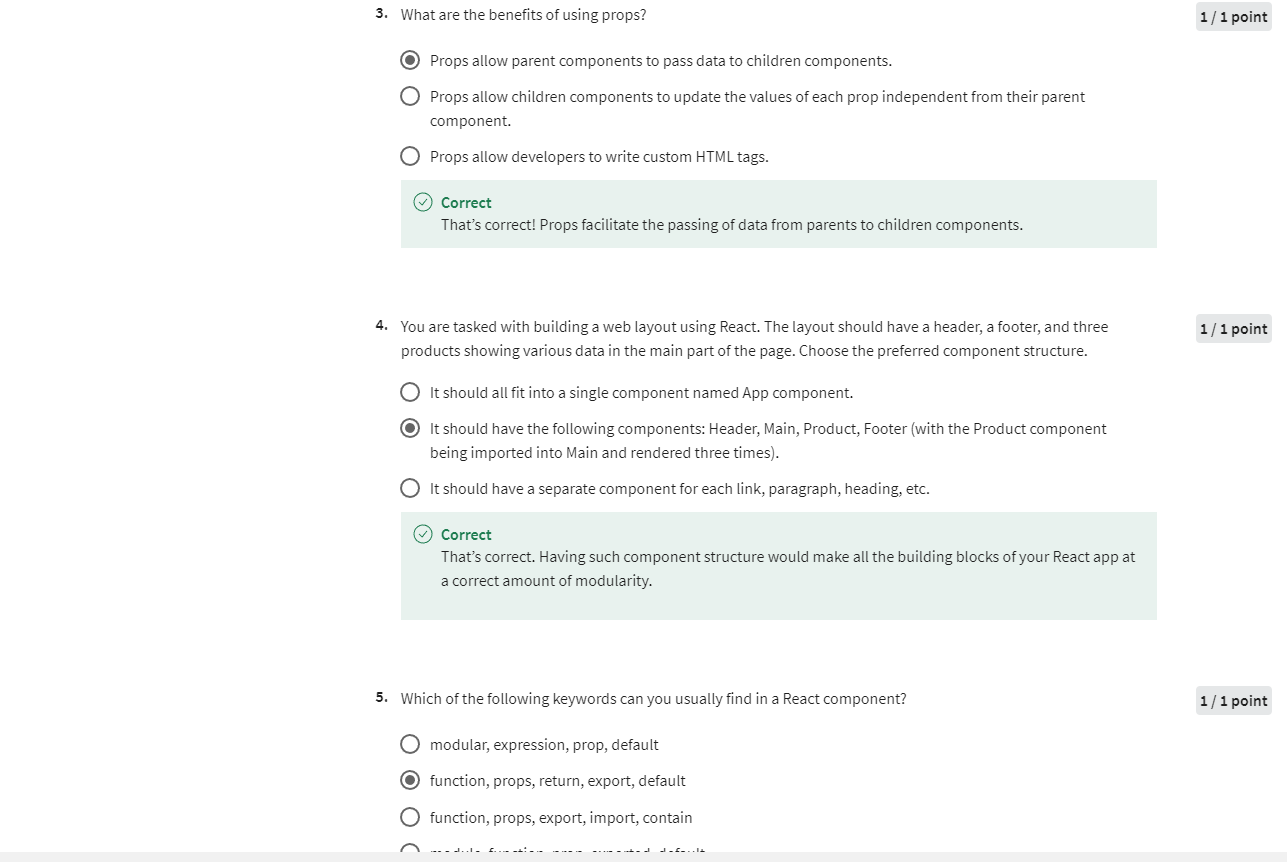 3. What are the benefits of using props?
1 / 1 point
Props allow parent components to pass data to children components.
Props allow children components to update the values of each prop independent from their parent
component.
Props allow developers to write custom HTML tags.
Correct
That’s correct! Props facilitate the passing of data from parents to children components.
4. You are tasked with building a web layout using React. The layout should have a header, a footer, and three
products showing various data in the main part of the page. Choose the preferred component structure.
1 / 1 point
It should all fit into a single component named App component.
It should have the following components: Header, Main, Product, Footer (with the Product component
being imported into Main and rendered three times).
It should have a separate component for each link, paragraph, heading, etc.
Correct
That’s correct. Having such component structure would make all the building blocks of your React app at
a correct amount of modularity.
5. Which of the following keywords can you usually find in a React component?
1 / 1 point
modular, expression, prop, default
function, props, return, export, default
function, props, export, import, contain